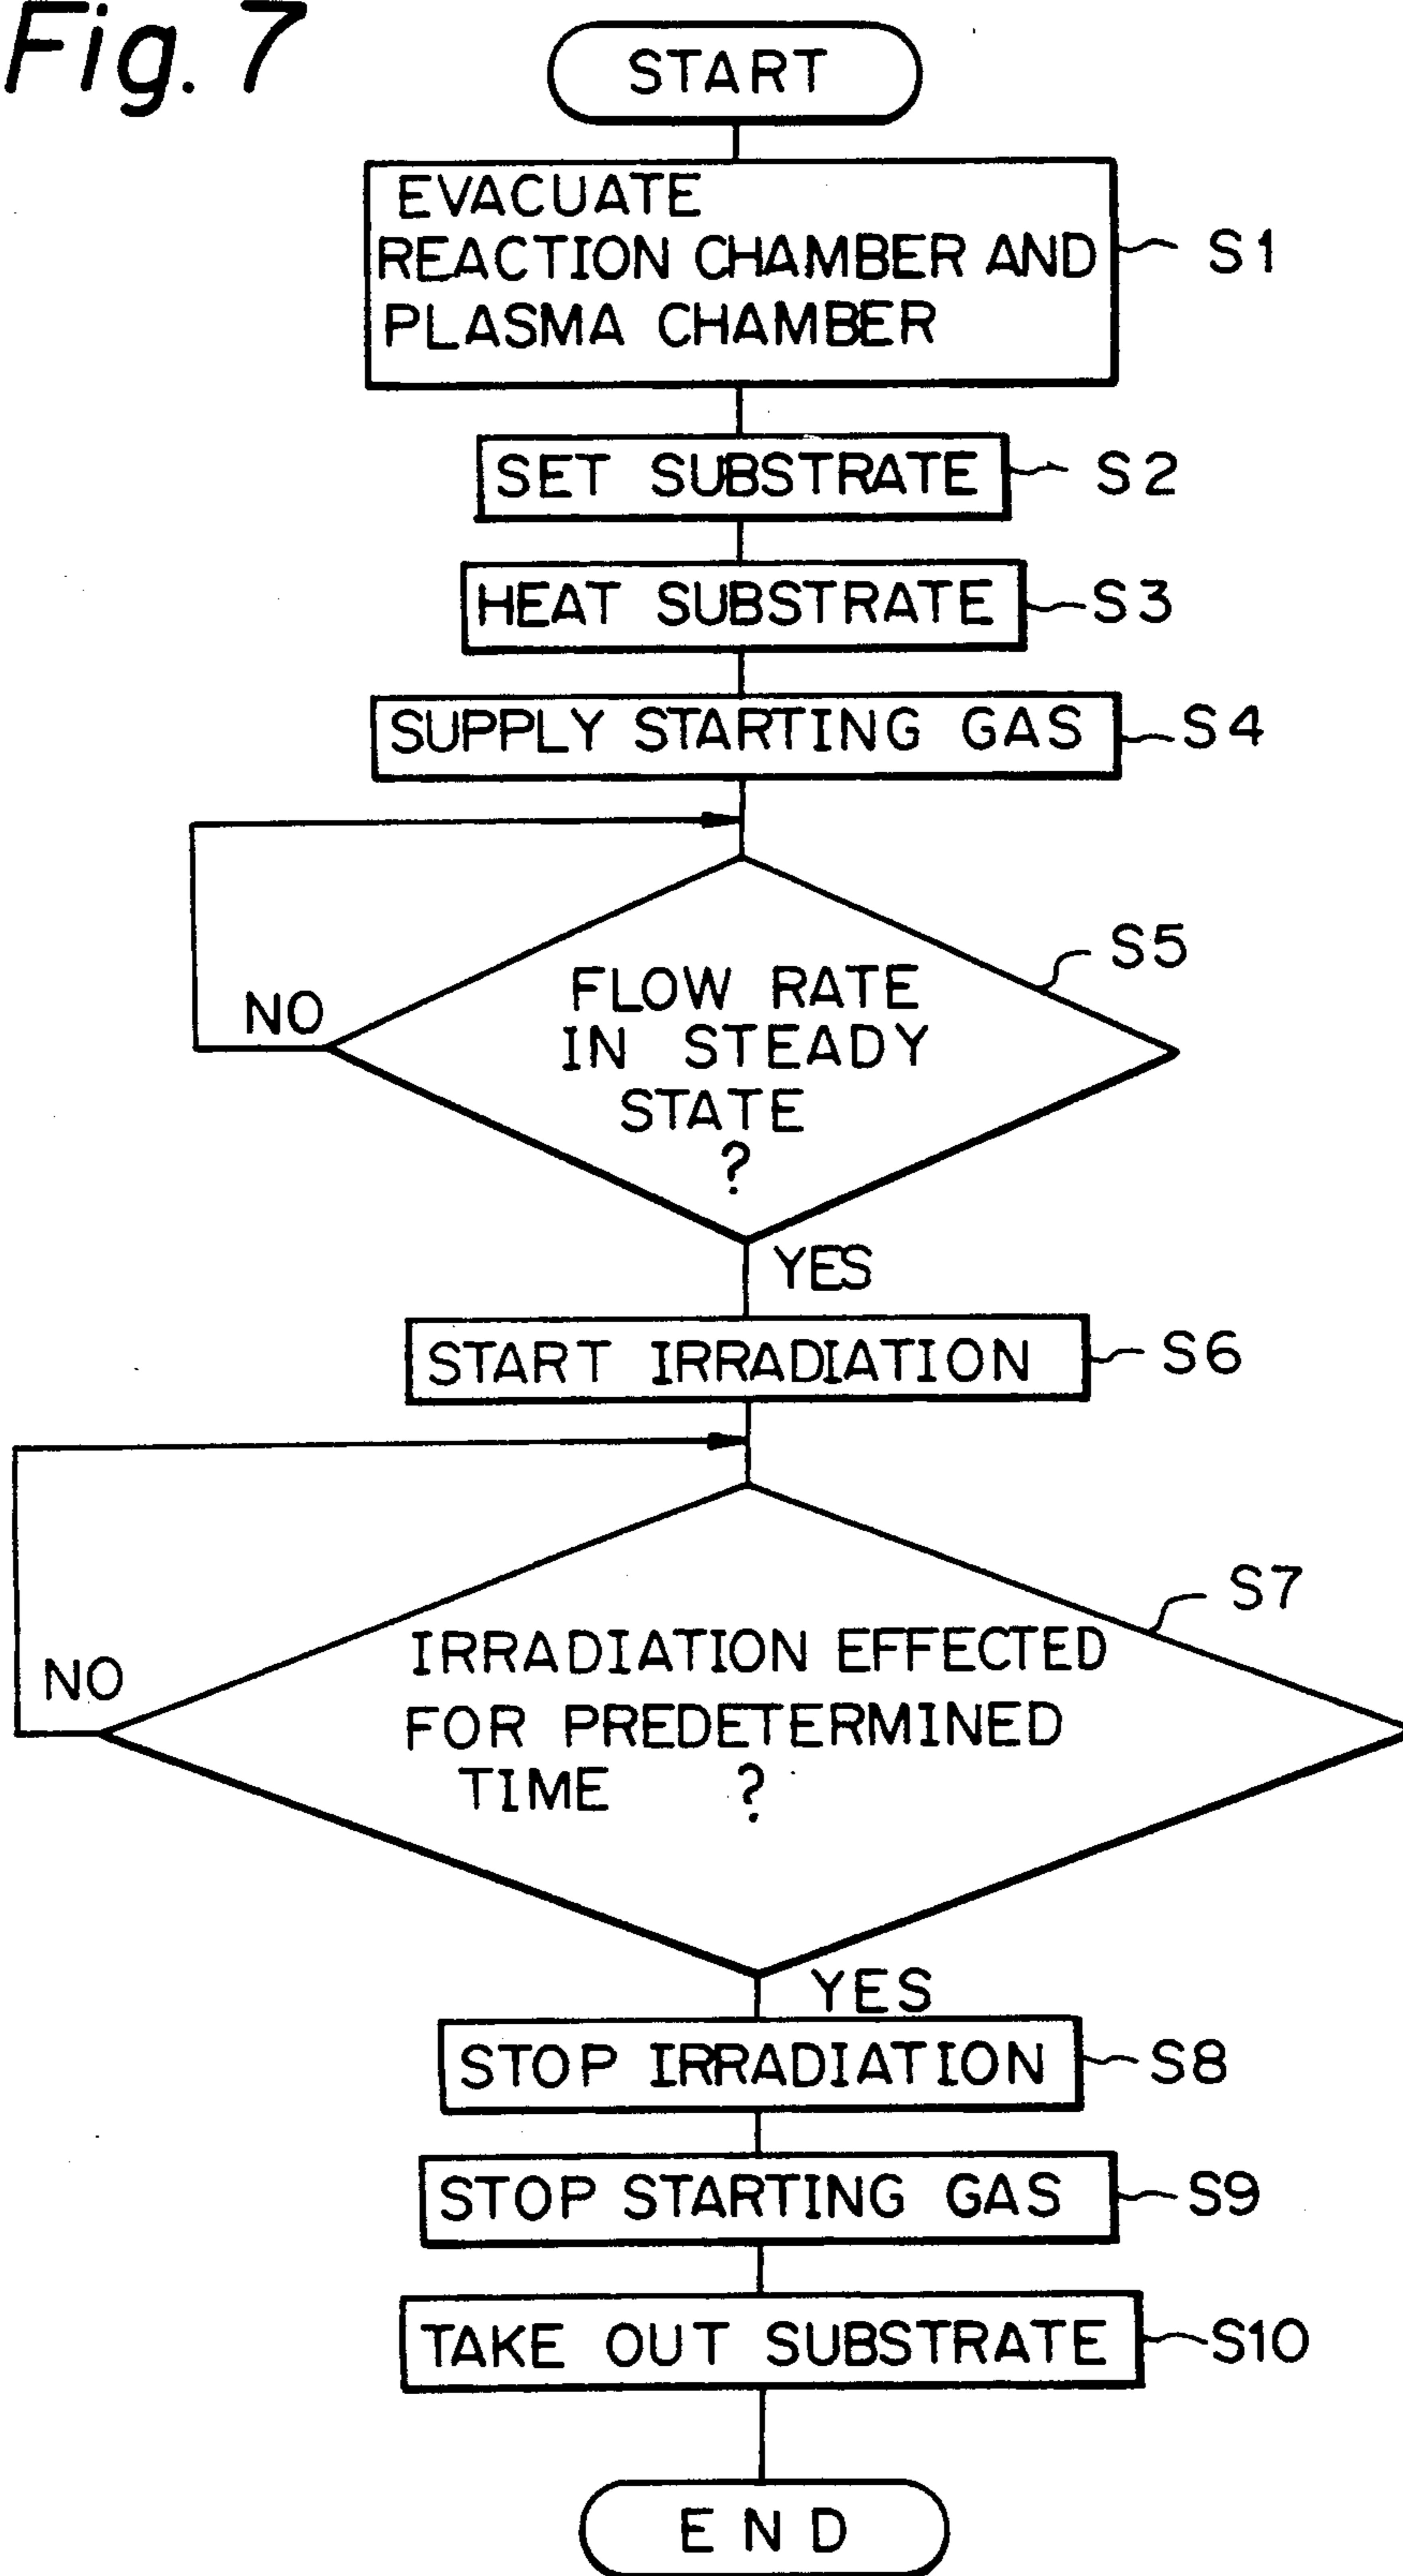 Fig. 7
START
EVACUATE
REACTION CHAMBER AND
PLASMA CHAMBER
S1
SET SUBSTRATE
S2
HEAT SUBSTRATE
S3
SUPPLY STARTING GAS
S4
FLOW RATE
IN STEADY
STATE
?
S5
NO
YES
START IRRADIATION
S6
IRRADIATION EFFECTED
FOR PREDETERMINED
TIME ?
S7
NO
YES
STOP IRRADIATION
S8
STOP STARTING GAS
S9
TAKE OUT SUBSTRATE
S10
END